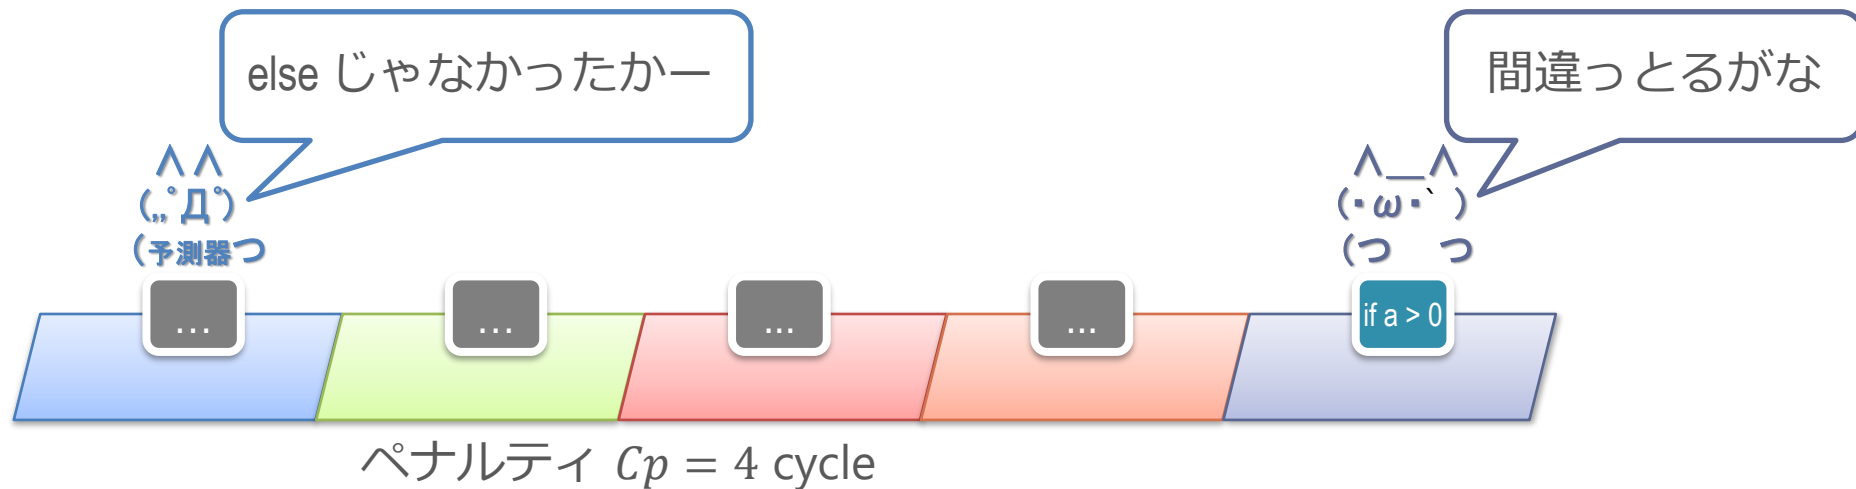 else じゃなかったかー
間違っとるがな
∧ ∧
(,,ﾟДﾟ)
(予測器つ
∧＿∧
(・ω・` )
(つ　つ
...
...
...
...
if a > 0
ペナルティ Cp = 4 cycle